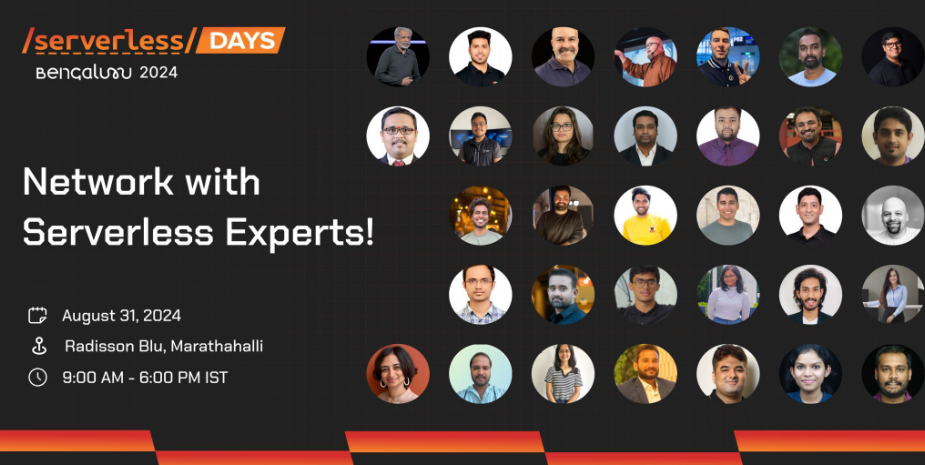 /serverless/ DAYS
Bengaluru 2024
Network with
Serverless Experts!
August 31, 2024
Radisson Blu, Marathahalli
9:00 AM - 6:00 PM IST